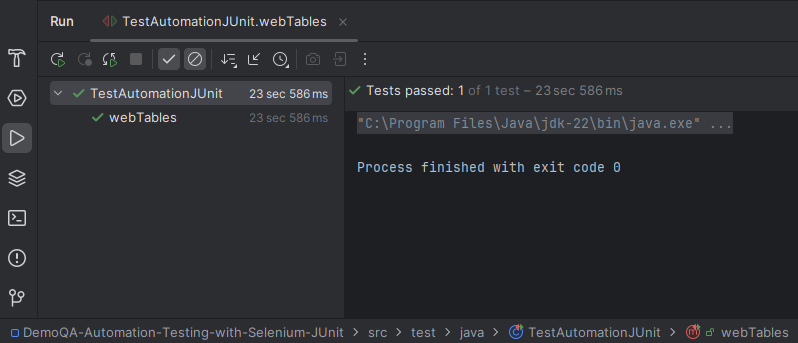 Run TestAutomationJUnit.webTables
TestAutomationJUnit 23 sec 586 ms
webTables 23 sec 586 ms
Tests passed: 1 of 1 test – 23 sec 586 ms
"C:\Program Files\Java\jdk-22\bin\java.exe" ...
Process finished with exit code 0
DemoQA-Automation-Testing-with-Selenium-JUnit > src > test > java > TestAutomationJUnit > webTables